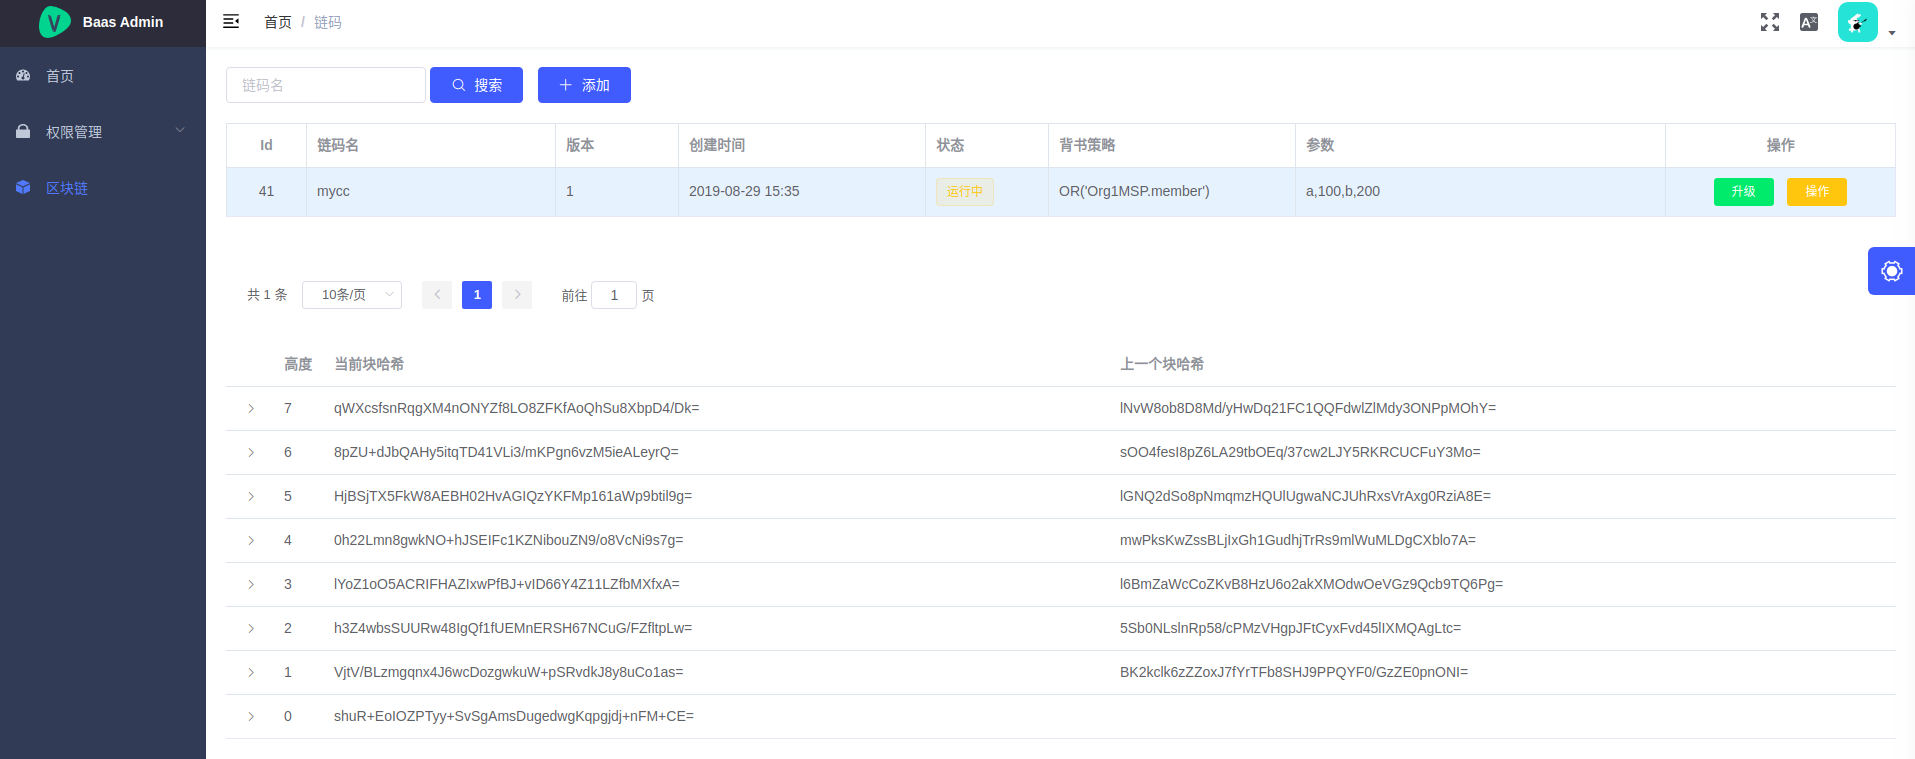 Baas Admin
首页 / 链码
首页
权限管理
区块链
链码名 搜索 添加
Id 链码名 版本 创建时间 状态 背书策略 参数 操作
41 mycc 1 2019-08-29 15:35 运行中 OR('Org1MSP.member') a,100,b,200 升级 操作
共 1 条 10条/页 1 前往 1 页
高度 当前块哈希 上一个块哈希
7 qWXcsfsnRqgXM4nONYZf8LO8ZFKfAoQhSu8XbpD4/Dk= lNvW8ob8D8Md/yHwDq21FC1QQFdwlZlMdy3ONPpMOhY=
6 8pZU+dJbQAHy5itqTD41VLi3/mKPgn6vzM5ieALeyrQ= sOO4fesI8pZ6LA29tbOEq/37cw2LJY5RKRCUCFuY3Mo=
5 HjBSjTX5FkW8AEBH02HvAGIQzYKFMp161aWp9btil9g= lGNQ2dSo8pNmqmzHQUlUgwaNCJUhRxsVrAxg0RziA8E=
4 0h22Lmn8gwkNO+hJSEIFc1KZNibouZN9/o8VcNi9s7g= mwPksKwZssBLjIxGh1GudhjTrRs9mlWuMLDgCXblo7A=
3 lYoZ1oO5ACRIFHAZIxwPfBJ+vID66Y4Z11LZfbMXfxA= l6BmZaWcCoZKvB8HzU6o2akXMOdwOeVGz9Qcb9TQ6Pg=
2 h3Z4wbsSUURw48IgQf1fUEMnERSH67NCuG/FZfltpLw= 5Sb0NLslnRp58/cPMzVHgpJFtCyxFvd45lIXMQAgLtc=
1 VjtV/BLzmgqnx4J6wcDozgwkuW+pSRvdkJ8y8uCo1as= BK2kclk6zZZoxJ7fYrTFb8SHJ9PPQYF0/GzZE0pnONI=
0 shuR+EoIOZPTyy+SvSgAmsDugedwgKqpgjdj+nFM+CE=